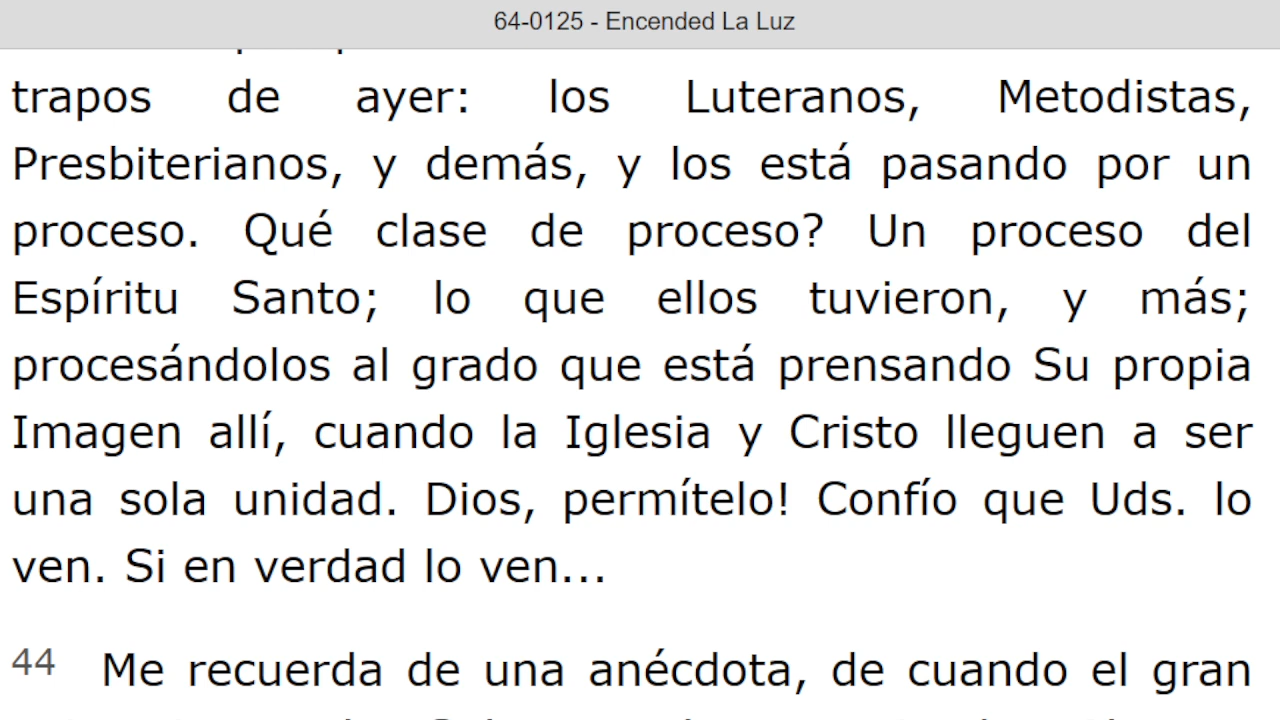 64-0125 - Encended La Luz
trapos de ayer: los Luteranos, Metodistas,
Presbiterianos, y demás, y los está pasando por un
proceso. Qué clase de proceso? Un proceso del
Espíritu Santo; lo que ellos tuvieron, y más;
procesándolos al grado que está prensando Su propia
Imagen allí, cuando la Iglesia y Cristo lleguen a ser
una sola unidad. Dios, permítelo! Confío que Uds. lo
ven. Si en verdad lo ven...
44 Me recuerda de una anécdota, de cuando el gran